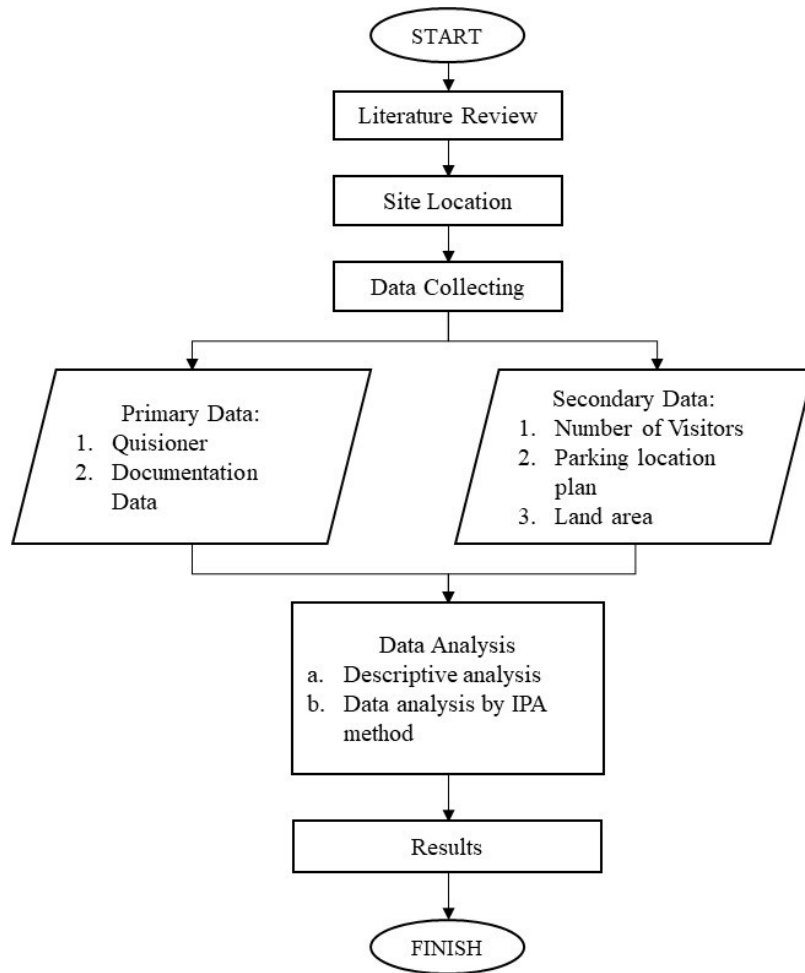 START
Literature Review
Site Location
Data Collecting
Primary Data:
1. Quisioner
2. Documentation
Data
Secondary Data:
1. Number of Visitors
2. Parking location
plan
3. Land area
Data Analysis
a. Descriptive analysis
b. Data analysis by IPA
method
Results
FINISH